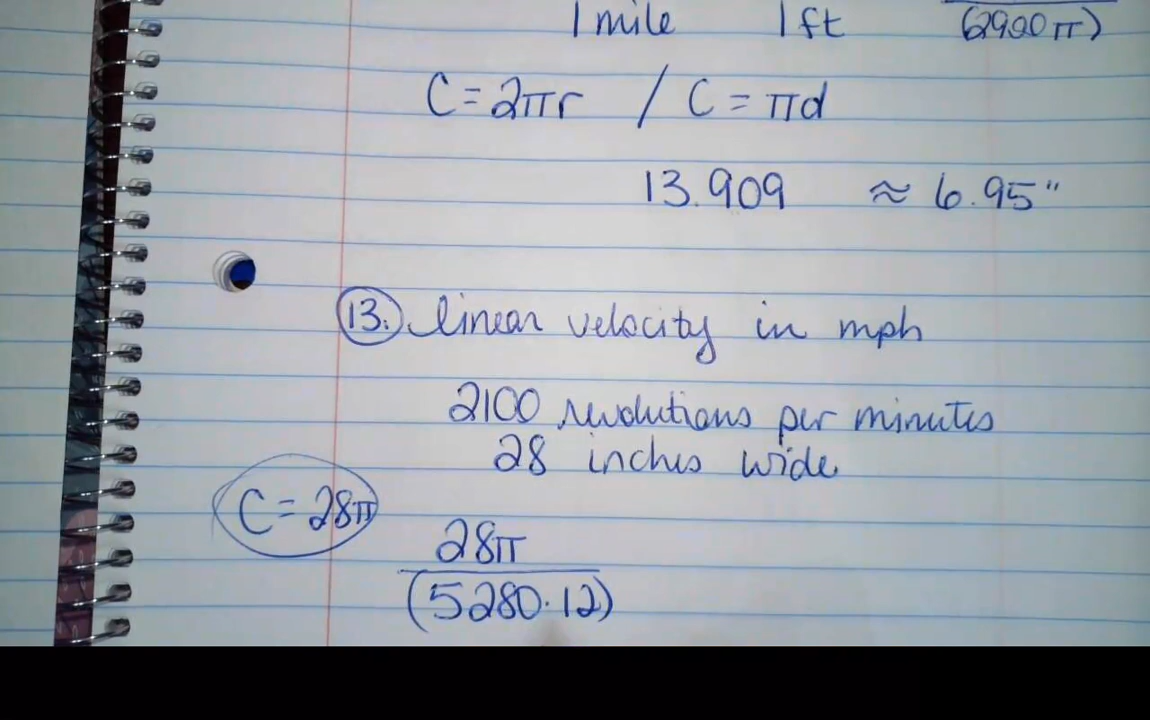 1 mile 1 ft (2900π)
C = 2πr / C = πd
13.909 ≈ 6.95"
13. linear velocity in mph
2100 revolutions per minutes
28 inches wide
C = 28π
28π
(5280·12)